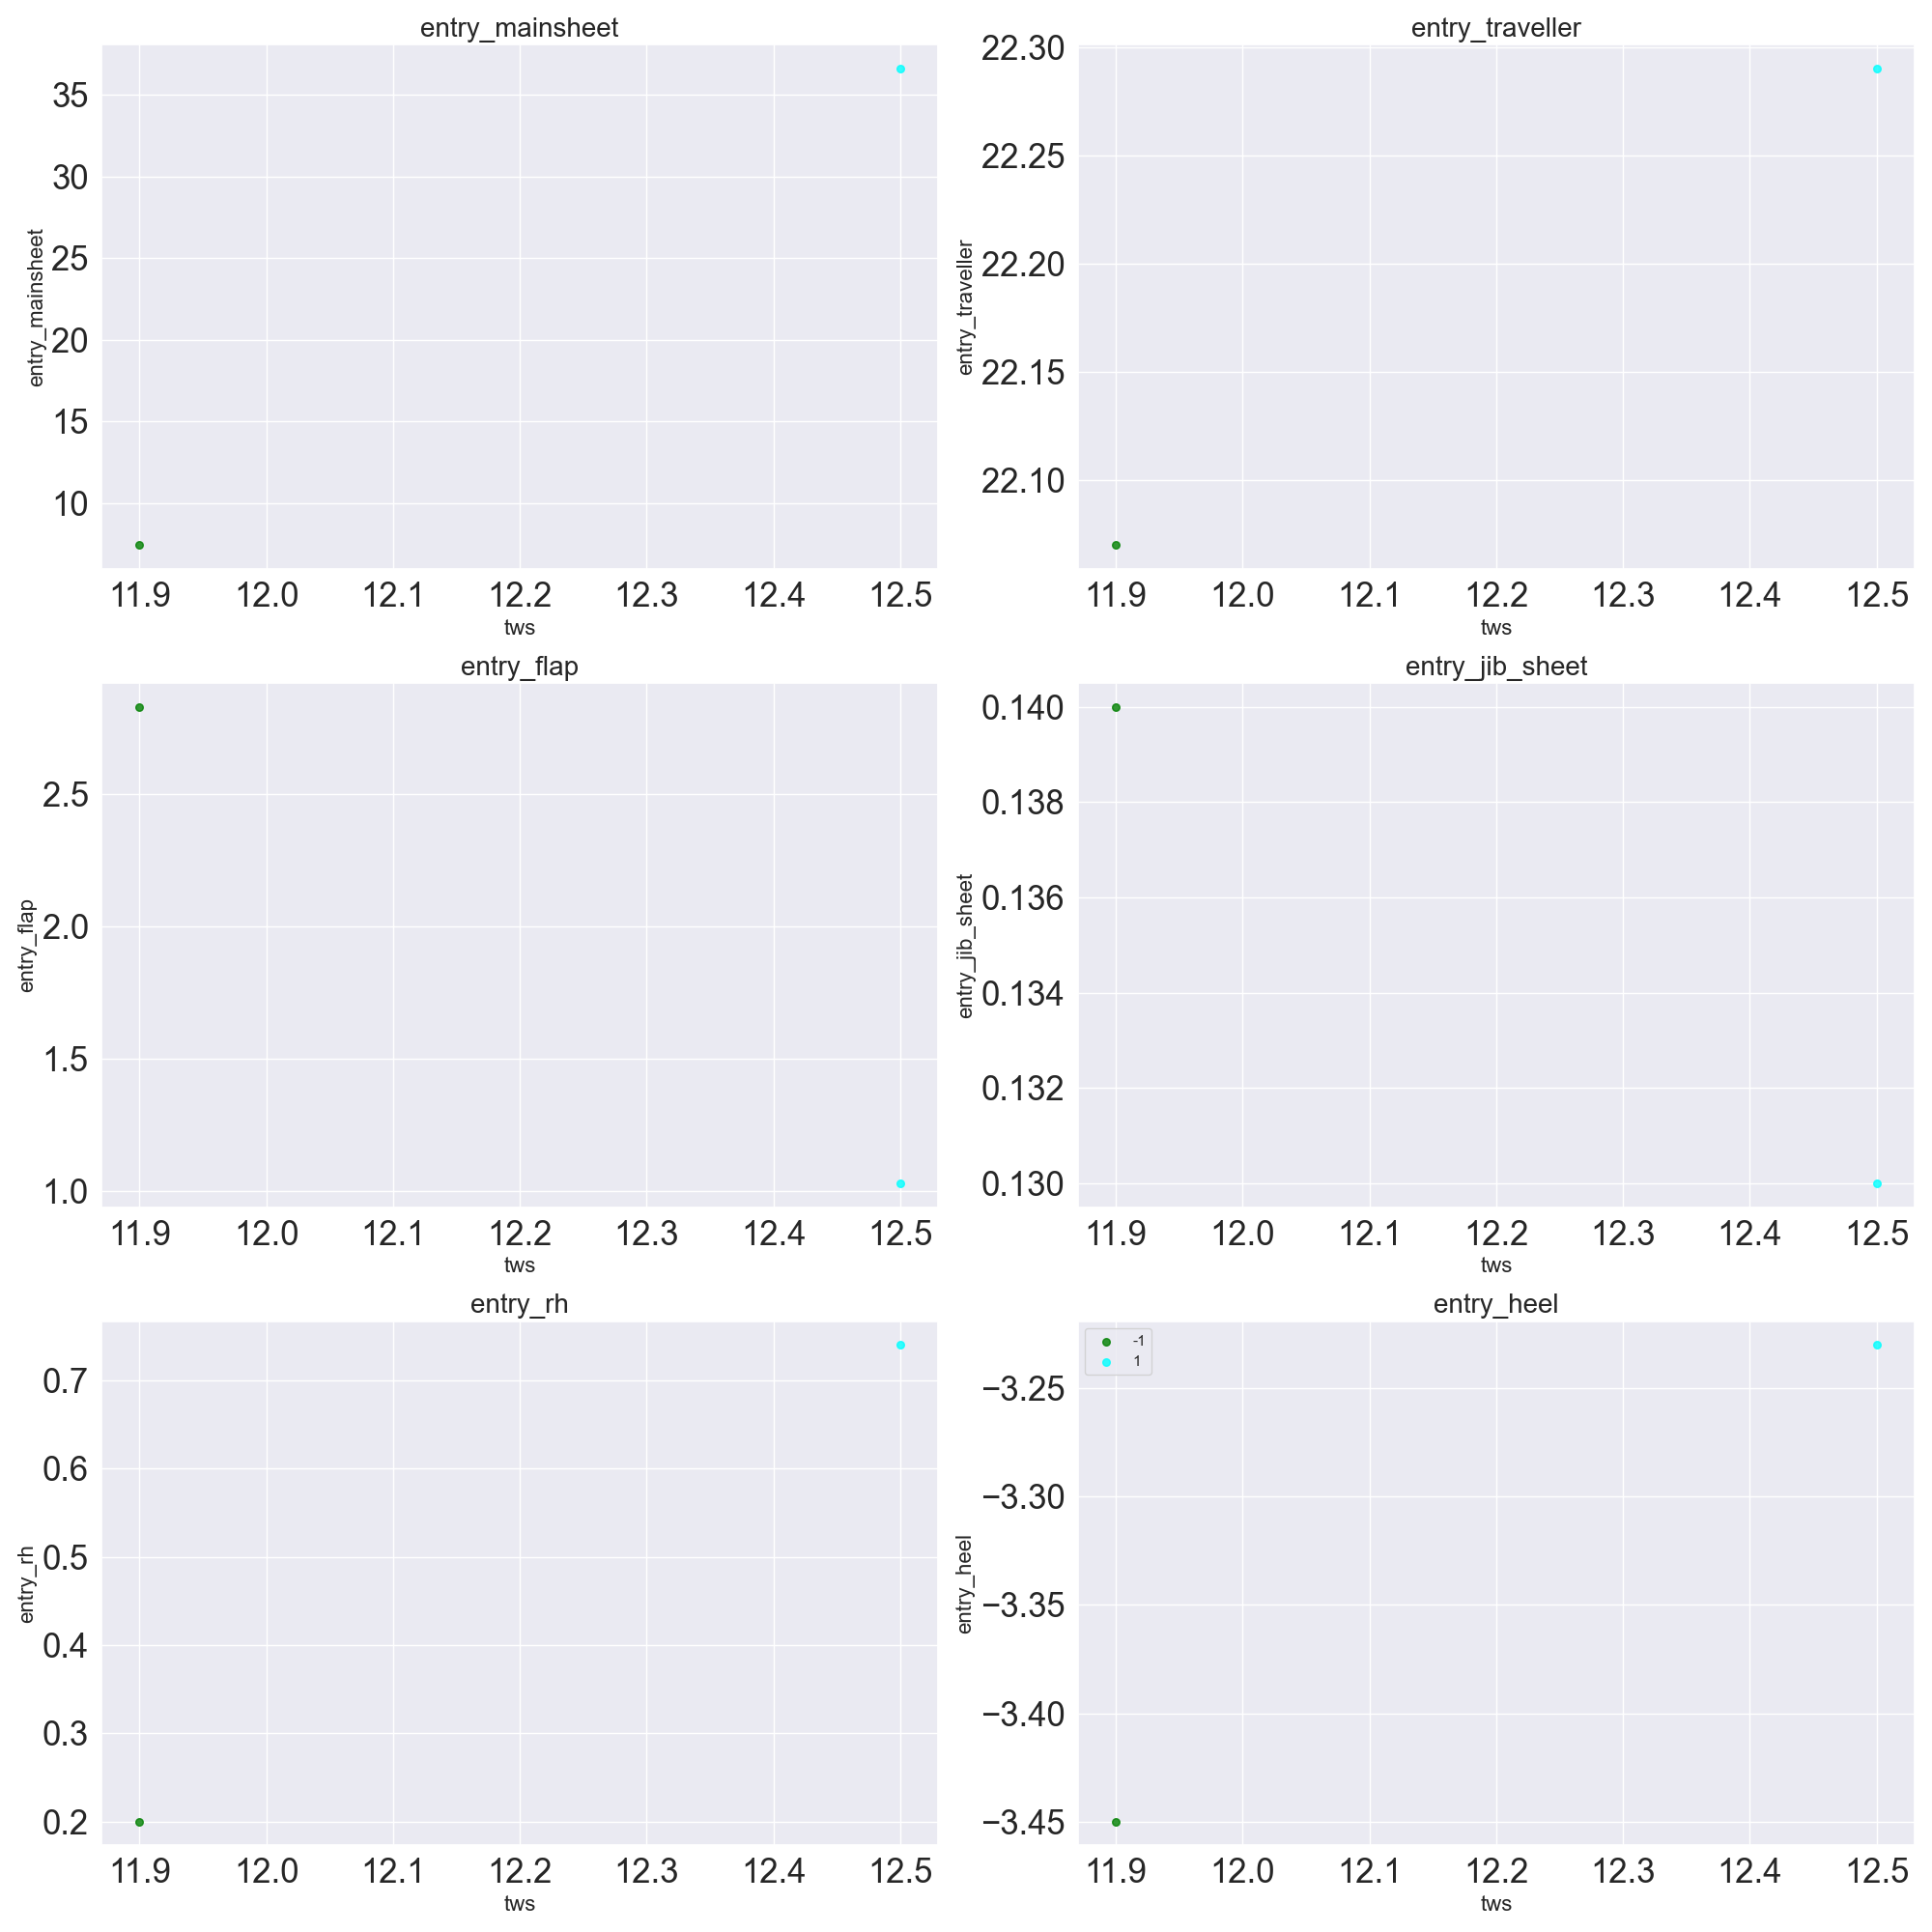 entry_mainsheet
entry_mainsheet
35
30
25
20
15
10
11.9 12.0 12.1 12.2 12.3 12.4 12.5
tws
entry_traveller
entry_traveller
22.30
22.25
22.20
22.15
22.10
11.9 12.0 12.1 12.2 12.3 12.4 12.5
tws
entry_flap
entry_flap
2.5
2.0
1.5
1.0
11.9 12.0 12.1 12.2 12.3 12.4 12.5
tws
entry_jib_sheet
entry_jib_sheet
0.140
0.138
0.136
0.134
0.132
0.130
11.9 12.0 12.1 12.2 12.3 12.4 12.5
tws
entry_rh
entry_rh
0.7
0.6
0.5
0.4
0.3
0.2
11.9 12.0 12.1 12.2 12.3 12.4 12.5
tws
entry_heel
entry_heel
-1
1
−3.25
−3.30
−3.35
−3.40
−3.45
11.9 12.0 12.1 12.2 12.3 12.4 12.5
tws